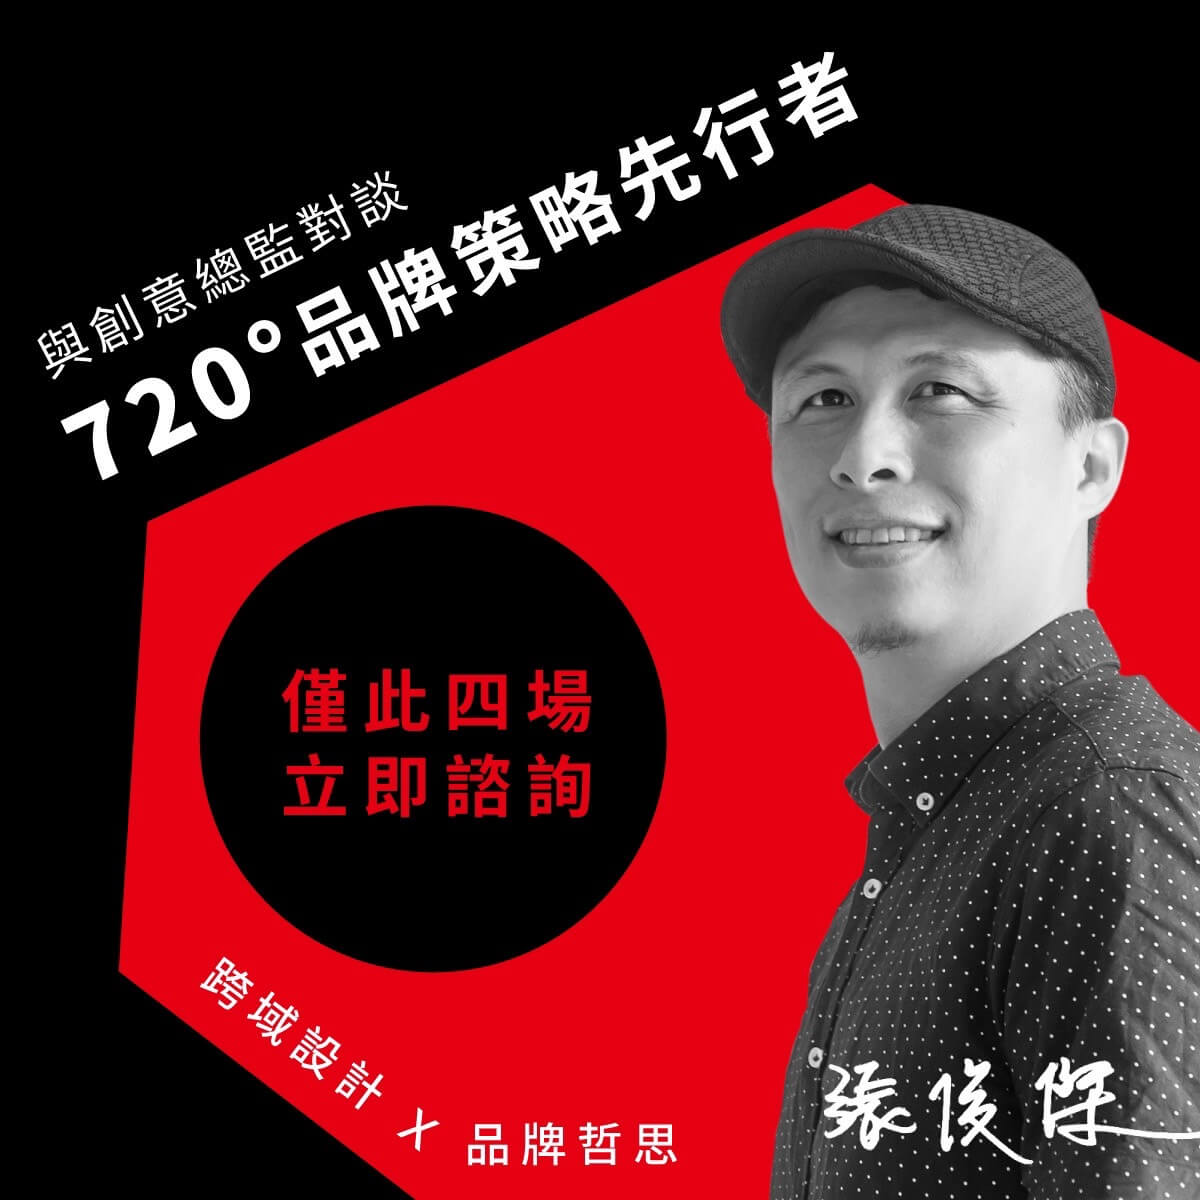 與創意總監對談
720°品牌策略先行者
僅此四場
立即諮詢
跨域設計 x 品牌哲思
張俊傑